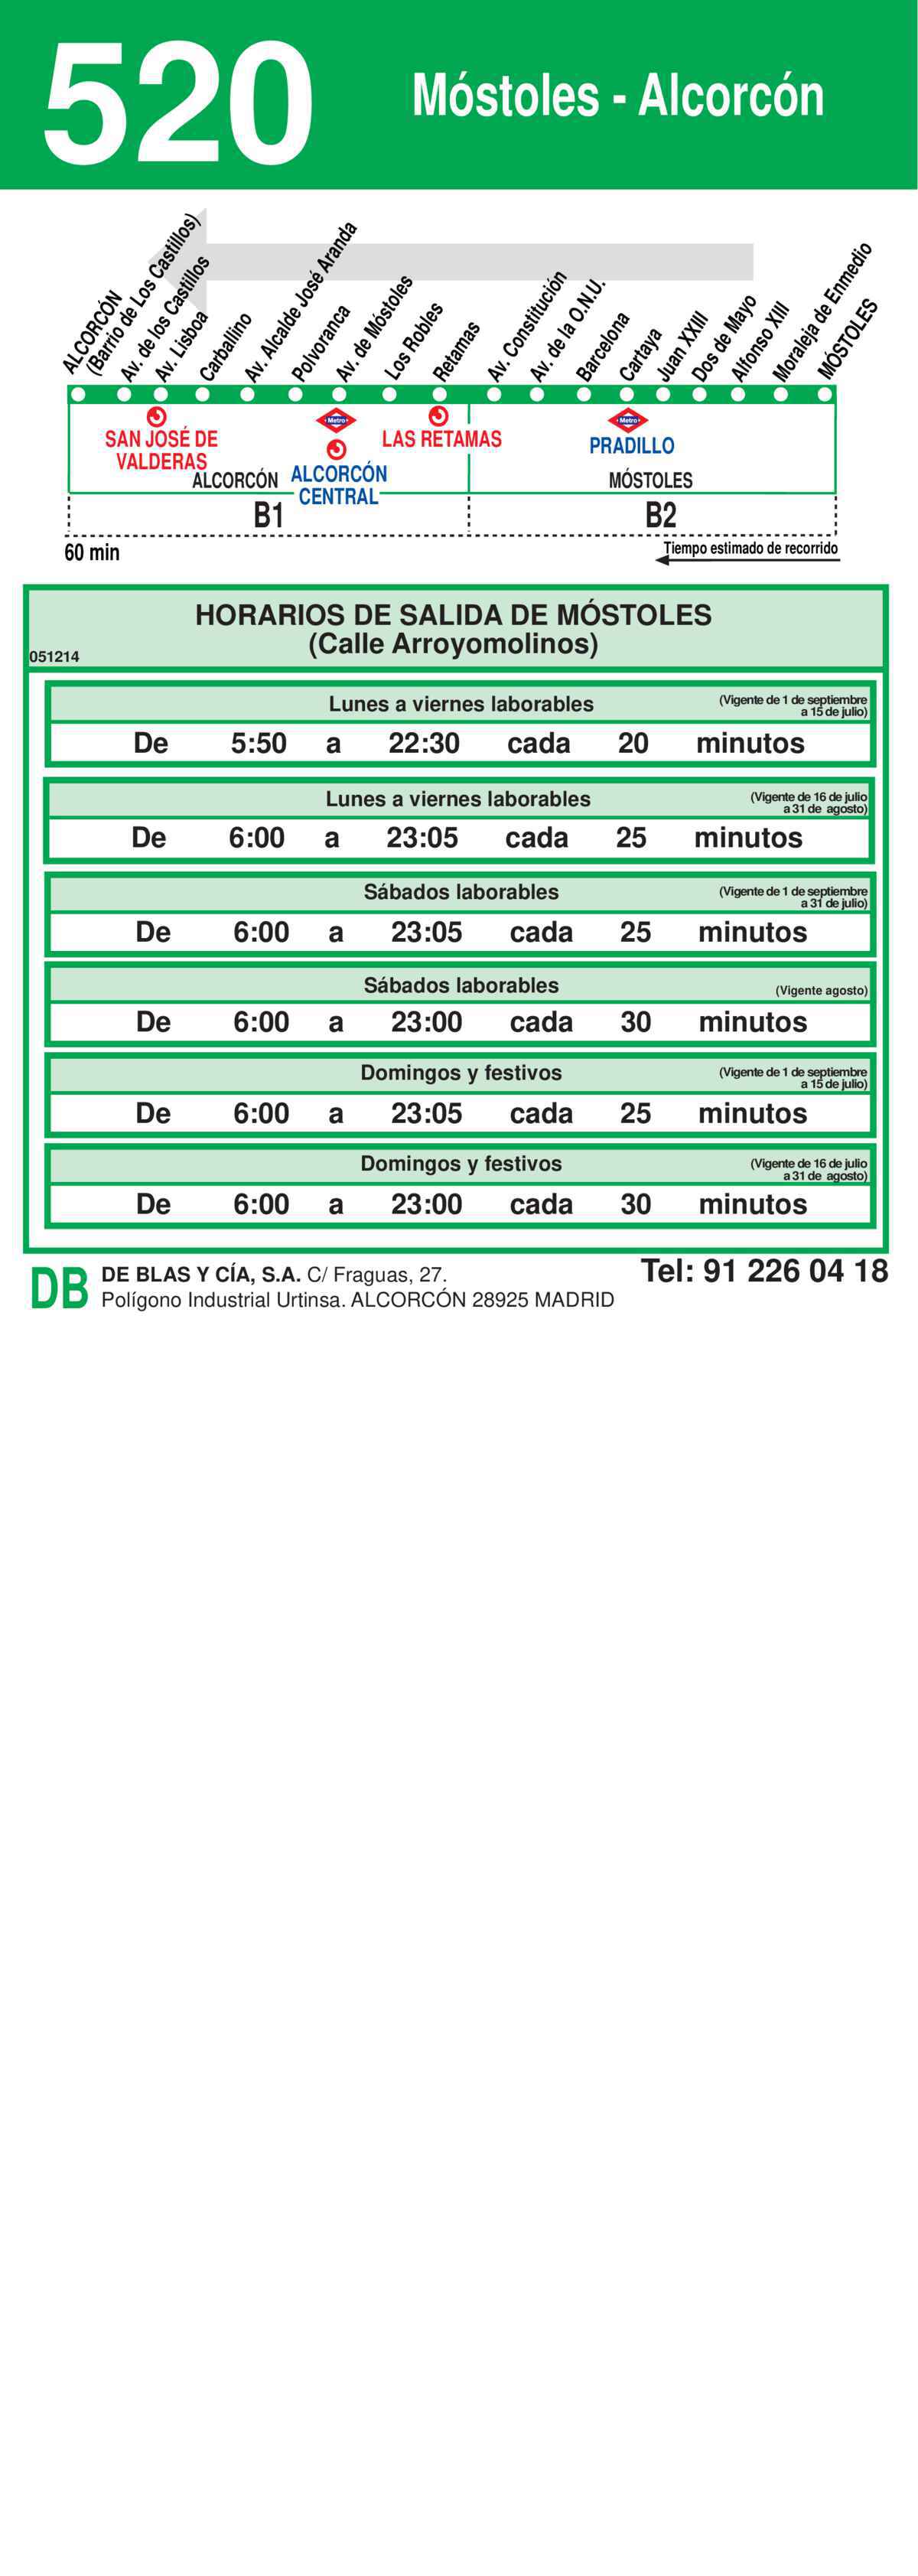 520
Móstoles - Alcorcón
ALCORCÓN
(Barrio de Los Castillos)
Av. de los Castillos
Av. Lisboa
Carballino
Av. Alcalde José Aranda
Polvoranca
Av. de Móstoles
Los Robles
Retamas
Av. Constitución
Av. de la O.N.U.
Barcelona
Cartaya
Juan XXIII
Dos de Mayo
Alfonso XIII
Moraleja de Enmedio
MÓSTOLES
Metro
Metro
SAN JOSÉ DE
VALDERAS
LAS RETAMAS
PRADILLO
ALCORCÓN
ALCORCÓN
CENTRAL
MÓSTOLES
B1
B2
60 min
Tiempo estimado de recorrido
HORARIOS DE SALIDA DE MÓSTOLES
(Calle Arroyomolinos)
051214
Lunes a viernes laborables
(Vigente de 1 de septiembre
a 15 de julio)
De 5:50 a 22:30 cada 20 minutos
Lunes a viernes laborables
(Vigente de 16 de julio
a 31 de agosto)
De 6:00 a 23:05 cada 25 minutos
Sábados laborables
(Vigente de 1 de septiembre
a 31 de julio)
De 6:00 a 23:05 cada 25 minutos
Sábados laborables
(Vigente agosto)
De 6:00 a 23:00 cada 30 minutos
Domingos y festivos
(Vigente de 1 de septiembre
a 15 de julio)
De 6:00 a 23:05 cada 25 minutos
Domingos y festivos
(Vigente de 16 de julio
a 31 de agosto)
De 6:00 a 23:00 cada 30 minutos
DB
DE BLAS Y CÍA, S.A. C/ Fraguas, 27.
Polígono Industrial Urtinsa. ALCORCÓN 28925 MADRID
Tel: 91 226 04 18